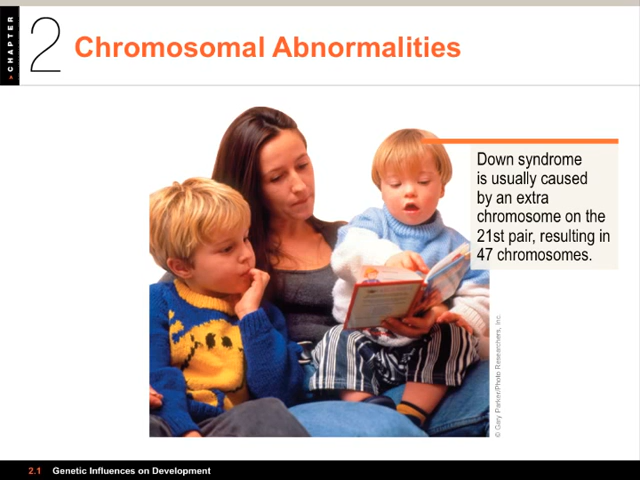 CHAPTER
2
Chromosomal Abnormalities
Down syndrome
is usually caused
by an extra
chromosome on the
21st pair, resulting in
47 chromosomes.
© Gary Parker/Photo Researchers, Inc.
2.1 Genetic Influences on Development